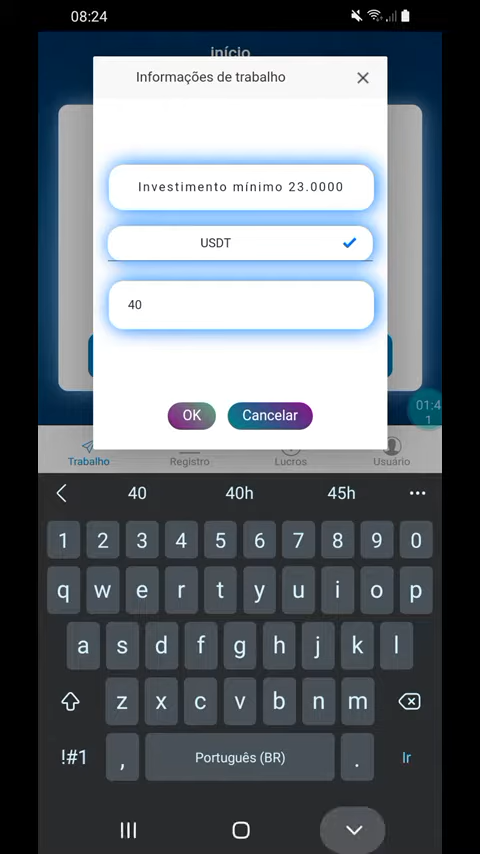 08:24
início
Informações de trabalho
Investimento mínimo 23.0000
USDT
40
OK Cancelar
01:4
1
Trabalho Registro Lucros Usuário
40 40h 45h
1 2 3 4 5 6 7 8 9 0
q w e r t y u i o p
a s d f g h j k l
z x c v b n m
!#1 , Português (BR) . Ir